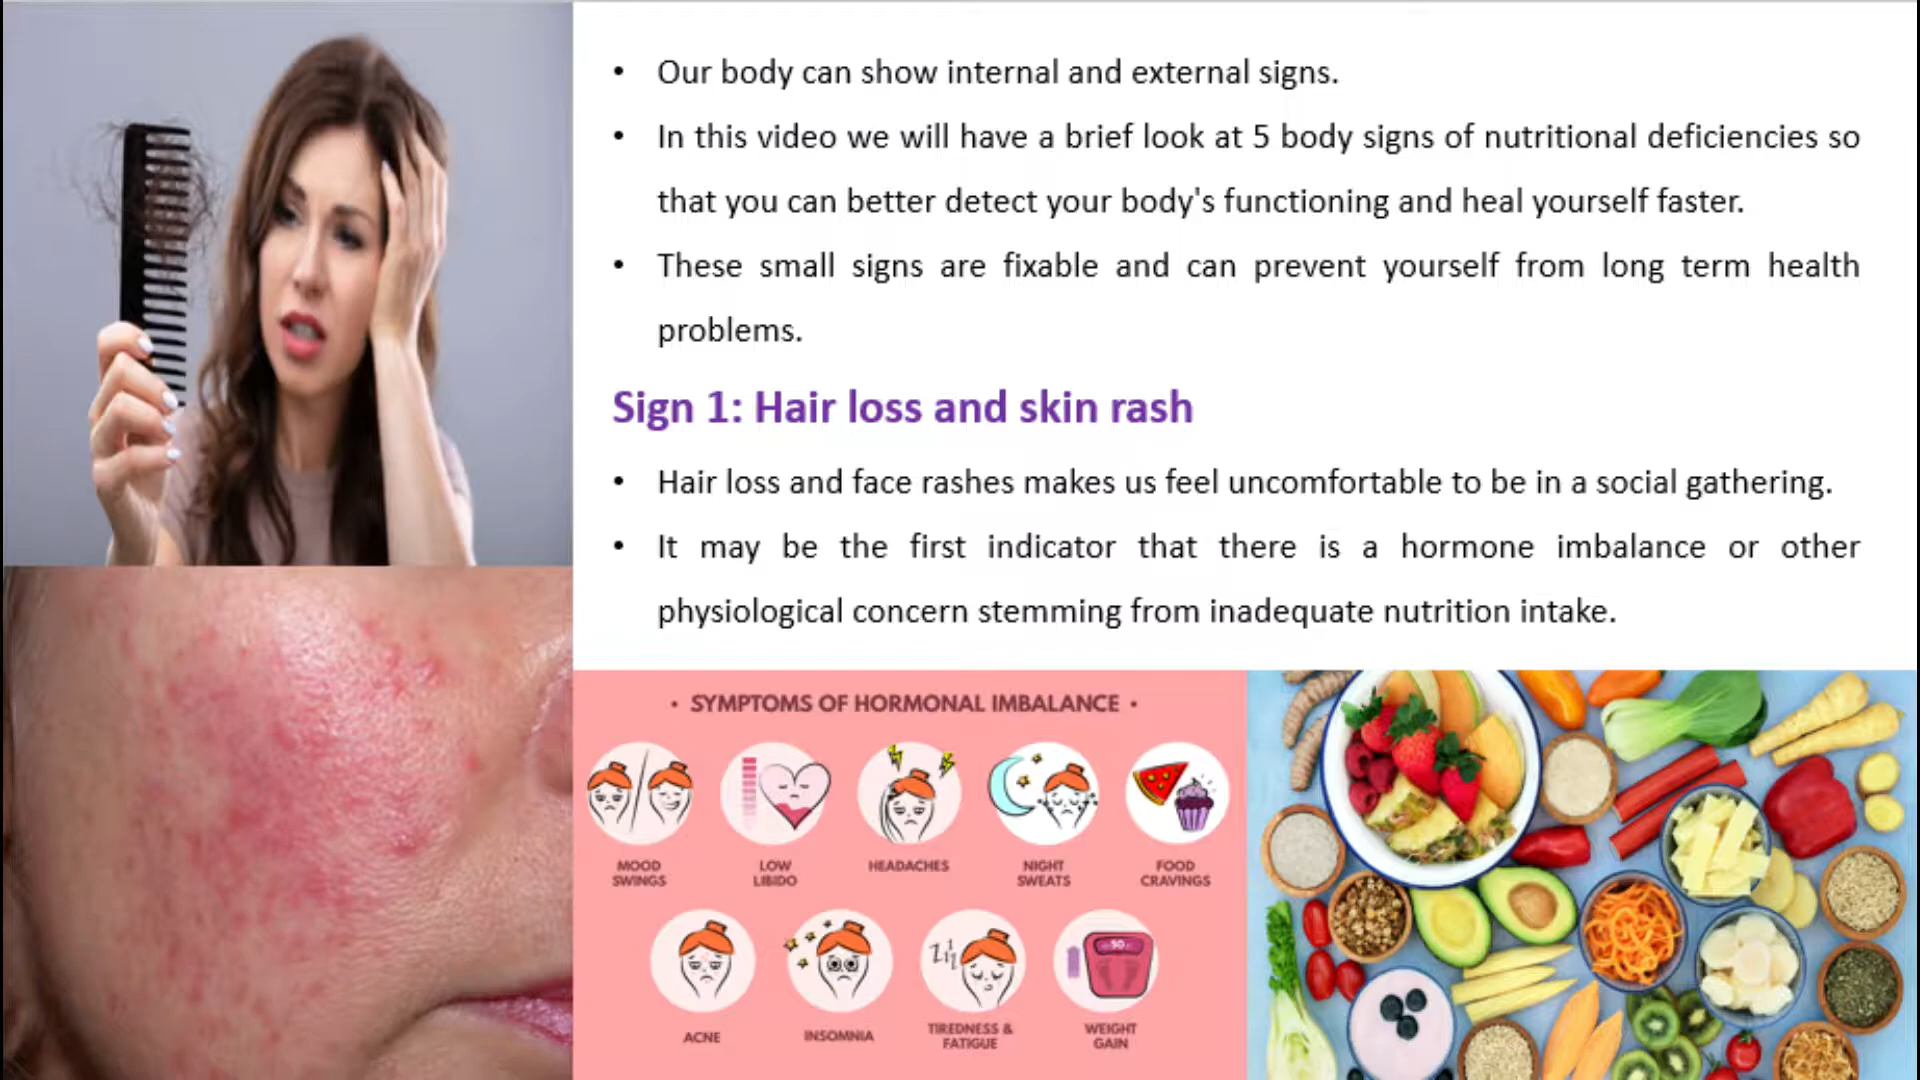 • Our body can show internal and external signs.
• In this video we will have a brief look at 5 body signs of nutritional deficiencies so
that you can better detect your body's functioning and heal yourself faster.
• These small signs are fixable and can prevent yourself from long term health
problems.
Sign 1: Hair loss and skin rash
• Hair loss and face rashes makes us feel uncomfortable to be in a social gathering.
• It may be the first indicator that there is a hormone imbalance or other
physiological concern stemming from inadequate nutrition intake.
• SYMPTOMS OF HORMONAL IMBALANCE •
MOOD
SWINGS
LOW
LIBIDO
HEADACHES
NIGHT
SWEATS
FOOD
CRAVINGS
ACNE
INSOMNIA
TIREDNESS &
FATIGUE
50
WEIGHT
GAIN